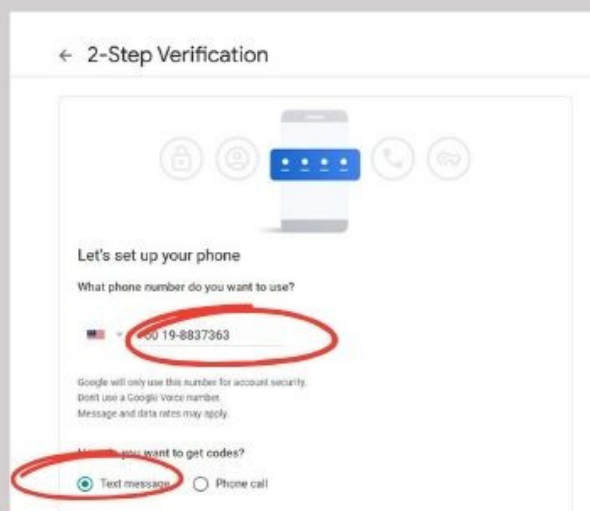 2-Step Verification
Let's set up your phone
What phone number do you want to use?
19-8837363
Google will only use this number for account security.
Don't use a Google Voice number.
Message and data rates may apply.
you want to get codes?
Text message
Phone call